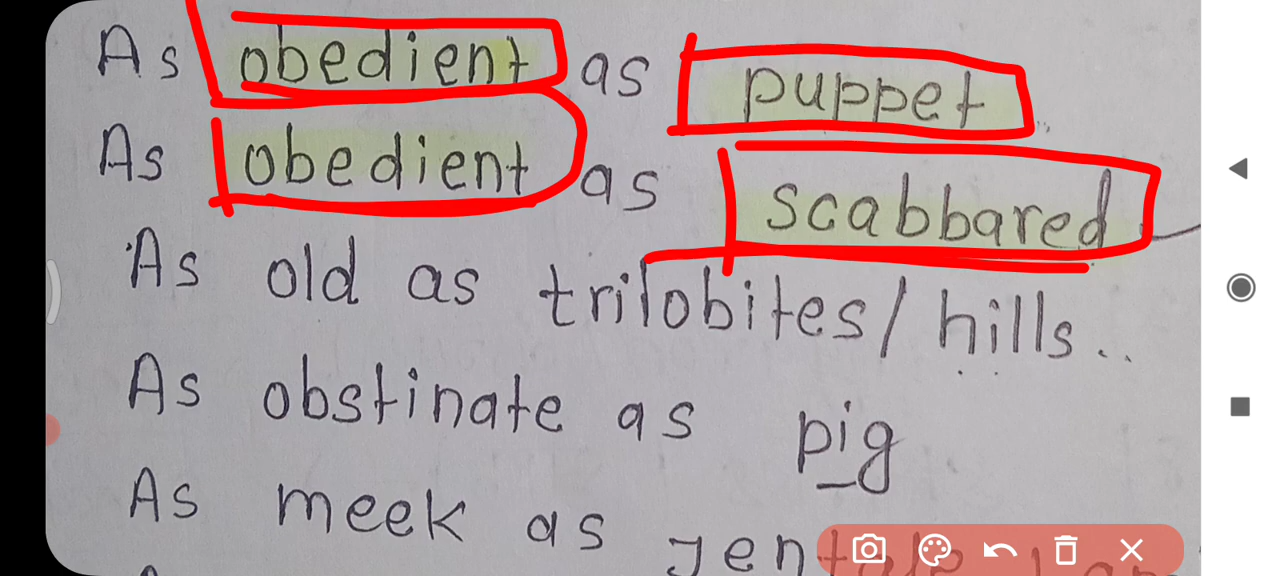 As obedient as puppet..
As obedient as scabbared
As old as trilobites/hills..
As obstinate as pig
As meek as